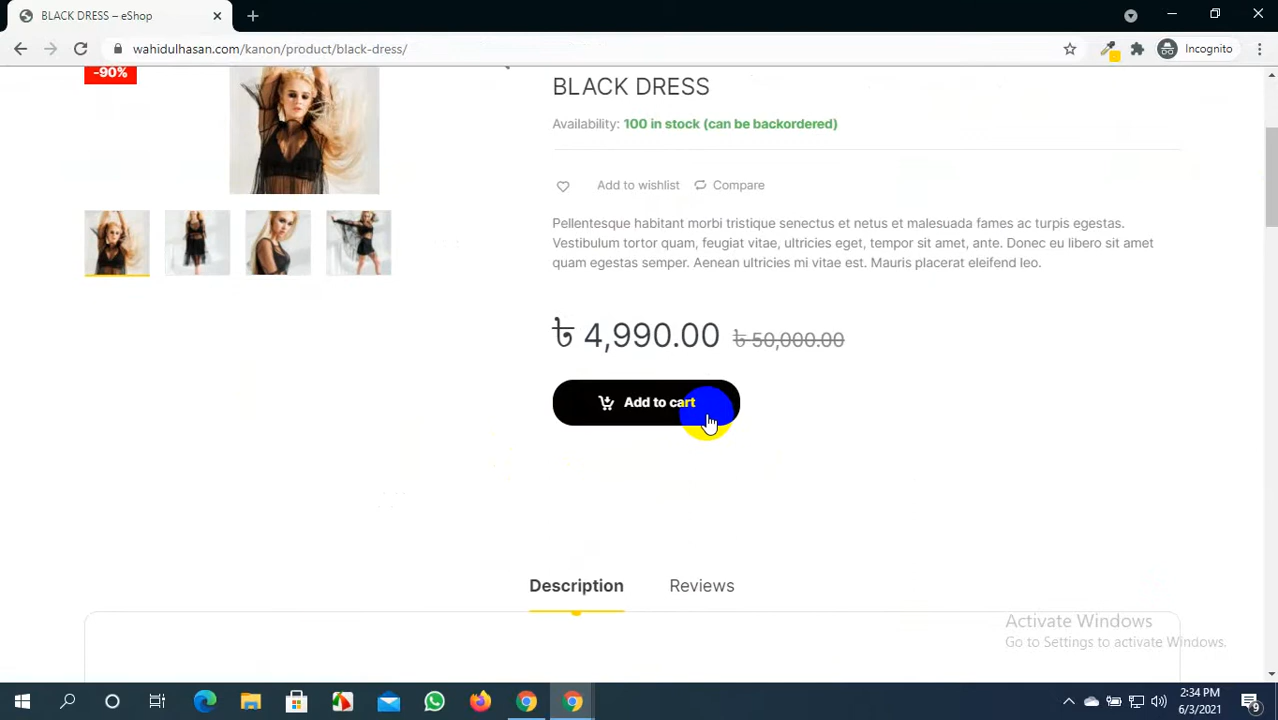 BLACK DRESS – eShop
wahidulhasan.com/kanon/product/black-dress/
Incognito
-90%
BLACK DRESS
Availability: 100 in stock (can be backordered)
Add to wishlist Compare
Pellentesque habitant morbi tristique senectus et netus et malesuada fames ac turpis egestas.
Vestibulum tortor quam, feugiat vitae, ultricies eget, tempor sit amet, ante. Donec eu libero sit amet
quam egestas semper. Aenean ultricies mi vitae est. Mauris placerat eleifend leo.
৳ 4,990.00 ৳ 50,000.00
Add to cart
Description Reviews
Activate Windows
Go to Settings to activate Windows.
2:34 PM
6/3/2021
9